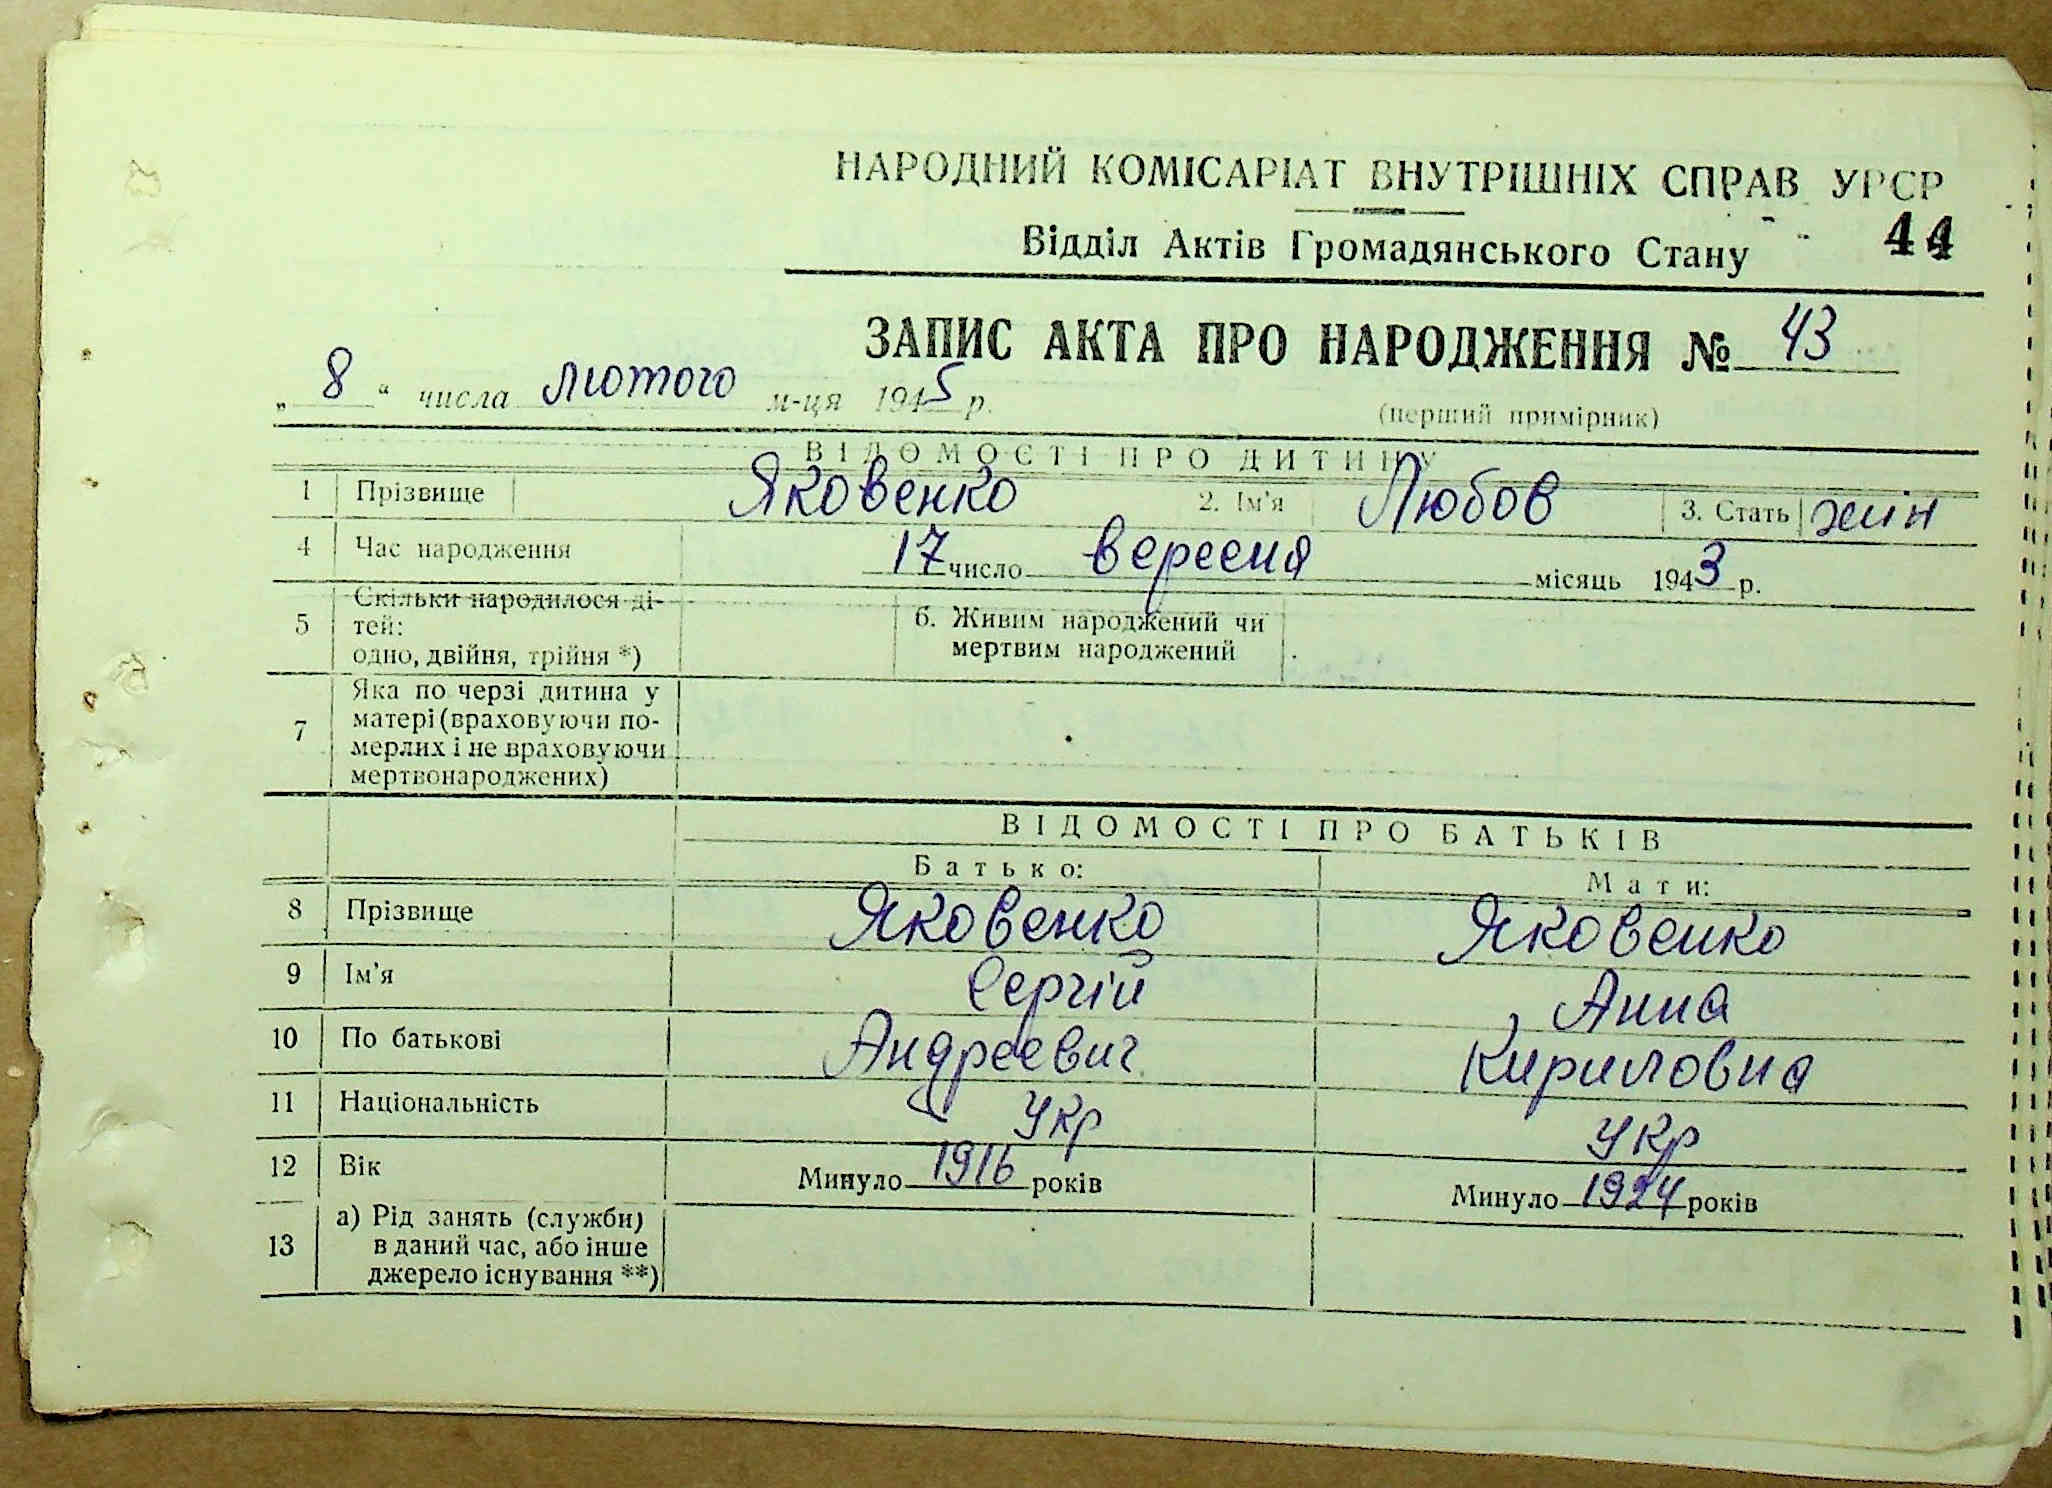 НАРОДНИЙ КОМІСАРІАТ ВНУТРІШНІХ СПРАВ УРСР
Відділ Актів Громадянського Стану 44
ЗАПИС АКТА ПРО НАРОДЖЕННЯ № 43
„ 8 “ числа лютого м-ця 1945 р.
(перший примірник)
ВІДОМОСТІ ПРО ДИТИНУ
1 Прізвище Яковенко 2. Ім'я Любов 3. Стать жін
4 Час народження 17 число вересня місяць 1943 р.
5 Скільки народилося ді-
тей:
одно, двійня, трійня *)
6. Живим народжений чи
мертвим народжений
7 Яка по черзі дитина у
матері (враховуючи по-
мерлих і не враховуючи
мертвонароджених)
ВІДОМОСТІ ПРО БАТЬКІВ
Батько: Мати:
8 Прізвище Яковенко Яковенко
9 Ім'я Сергій Анна
10 По батькові Андреевич Кириловна
11 Національність Укр Укр
12 Вік Минуло 1916 років Минуло 1924 років
13 а) Рід занять (служби)
в даний час, або інше
джерело існування **)